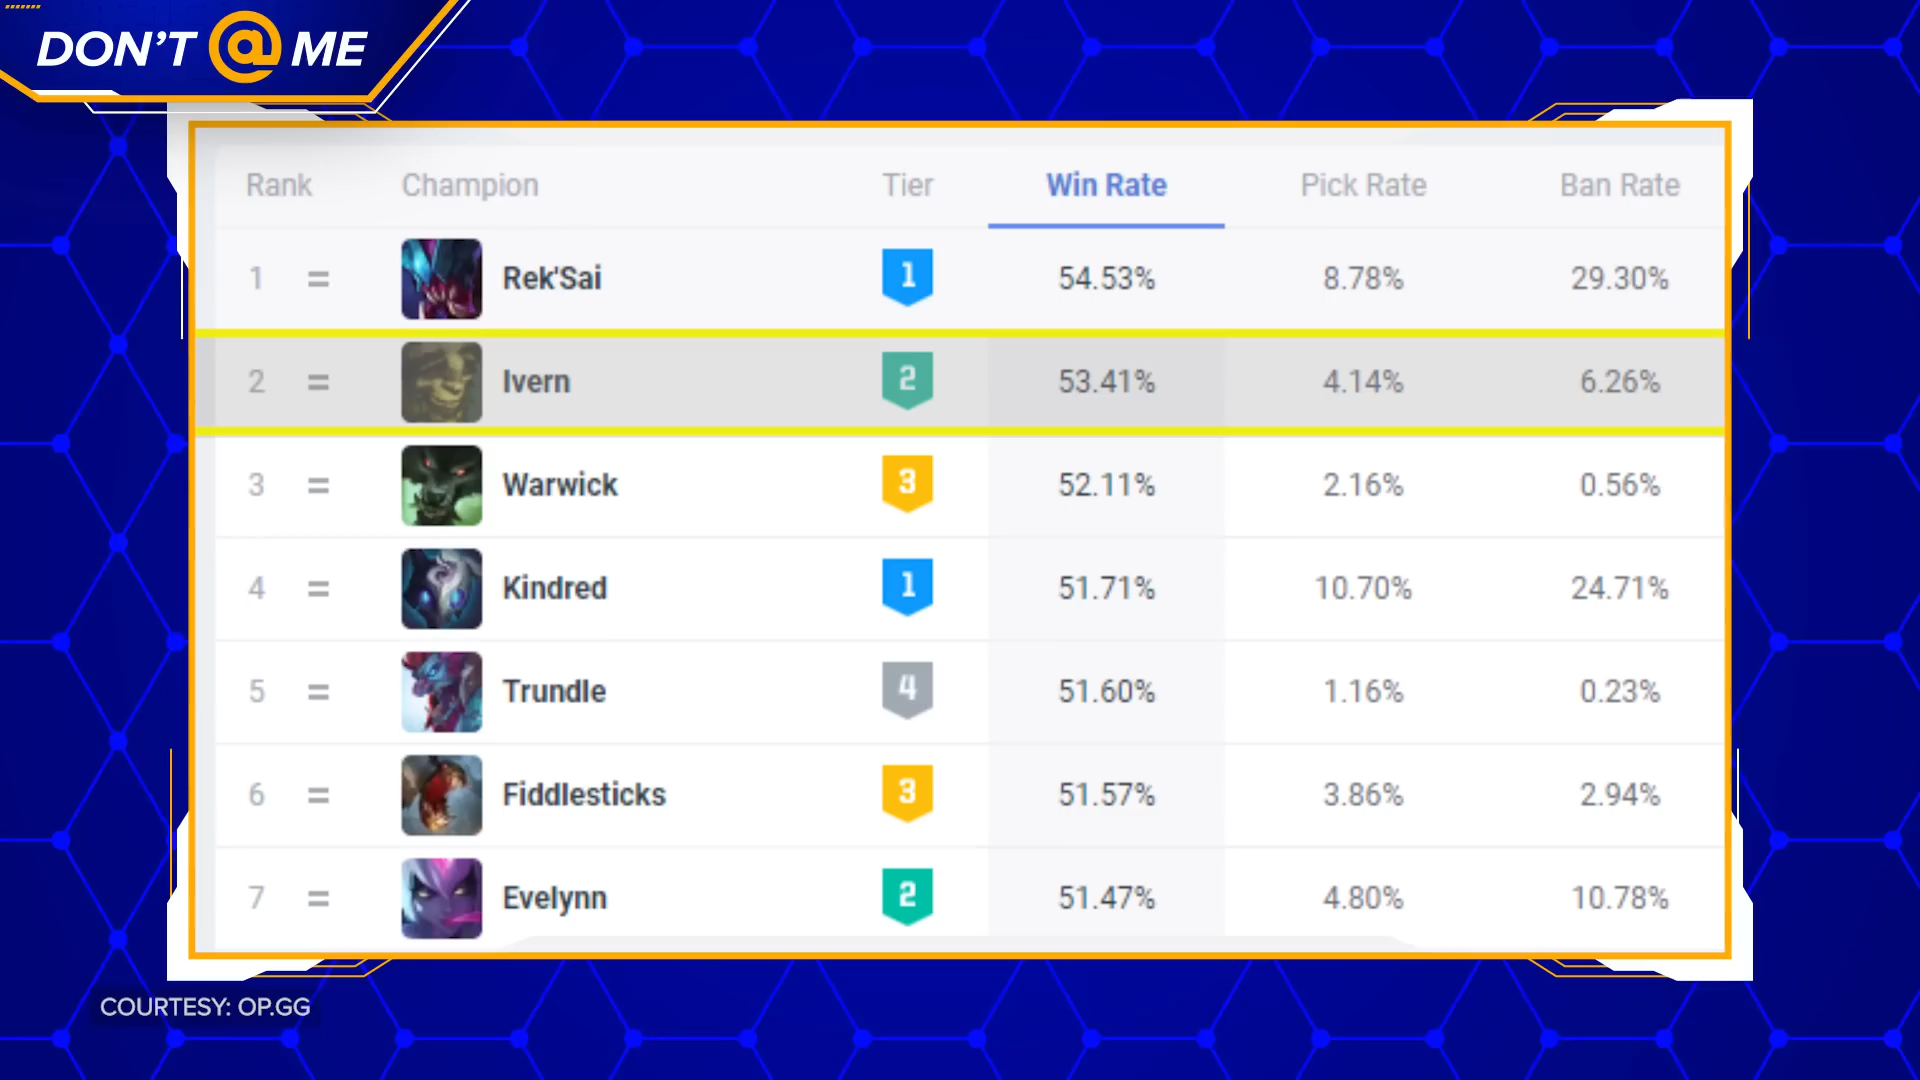 DON'T @ ME
Rank Champion Tier Win Rate Pick Rate Ban Rate
1 = Rek'Sai 1 54.53% 8.78% 29.30%
2 = Ivern 2 53.41% 4.14% 6.26%
3 = Warwick 3 52.11% 2.16% 0.56%
4 = Kindred 1 51.71% 10.70% 24.71%
5 = Trundle 4 51.60% 1.16% 0.23%
6 = Fiddlesticks 3 51.57% 3.86% 2.94%
7 = Evelynn 2 51.47% 4.80% 10.78%
COURTESY: OP.GG